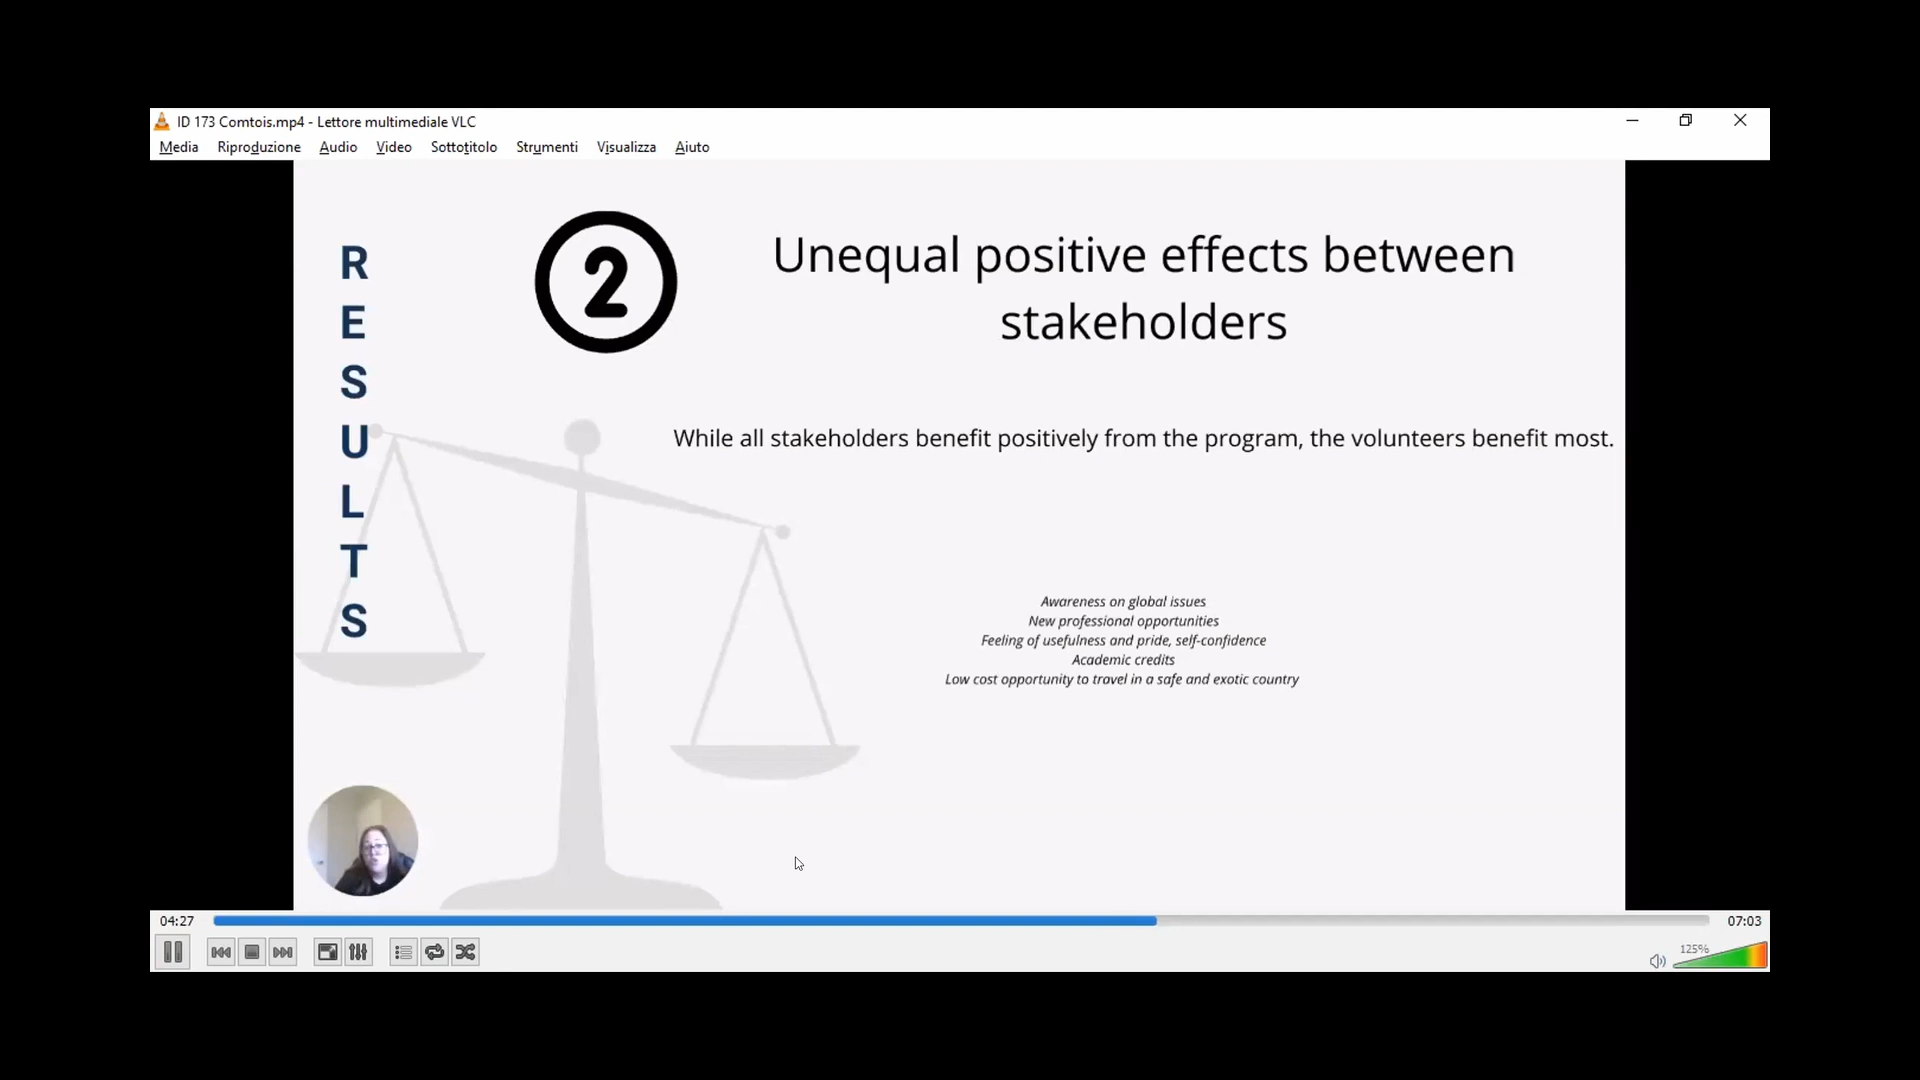 ID 173 Comtois.mp4 - Lettore multimediale VLC
Media Riproduzione Audio Video Sottotitolo Strumenti Visualizza Aiuto
RESULTS
2
Unequal positive effects between
stakeholders
While all stakeholders benefit positively from the program, the volunteers benefit most.
Awareness on global issues
New professional opportunities
Feeling of usefulness and pride, self-confidence
Academic credits
Low cost opportunity to travel in a safe and exotic country
04:27
07:03
125%